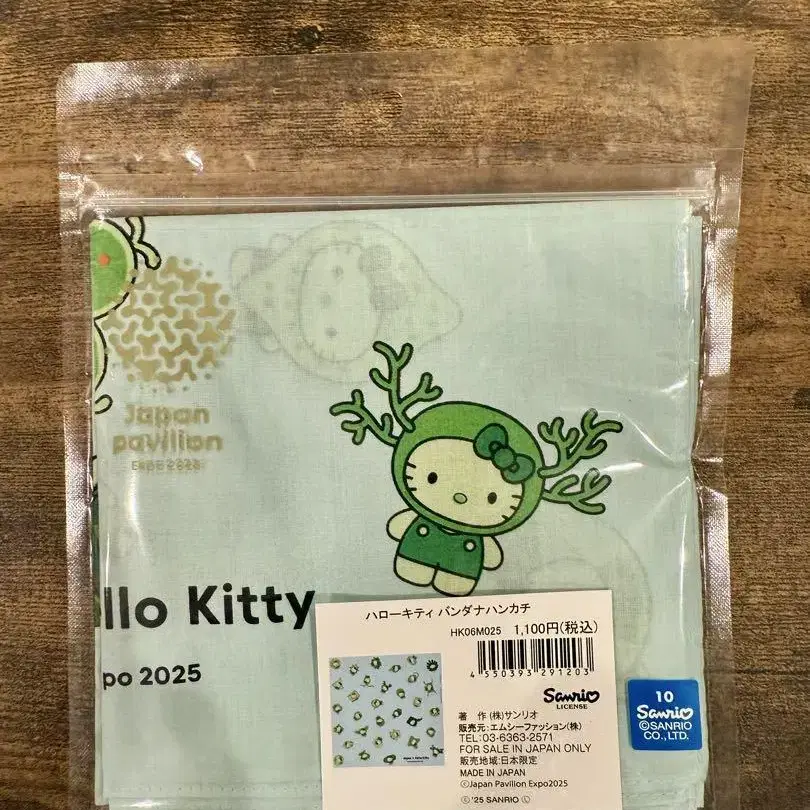 Japan
pavilion
Expo 2025
llo Kitty
po 2025
ハローキティ バンダナハンカチ
HK06M025 1,100円(税込)
4 550393 291203
Sanrio
LICENSE
著 作 (株)サンリオ
販売元:エムシーファッション(株)
TEL:03-6363-2571
FOR SALE IN JAPAN ONLY
販売地域:日本限定
MADE IN JAPAN
ⒸJapan Pavilion Expo2025
Ⓒ'25 SANRIO Ⓛ
10
Sanrio
ⒸSANRIO
CO., LTD.